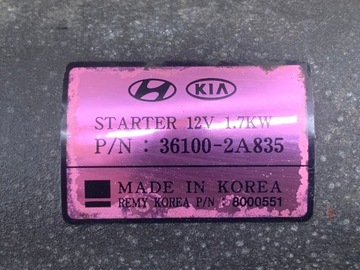 KIA
STARTER 12V 1.7KW
P/N : 36100-2A835
MADE IN KOREA
REMY KOREA P/N : 8000551